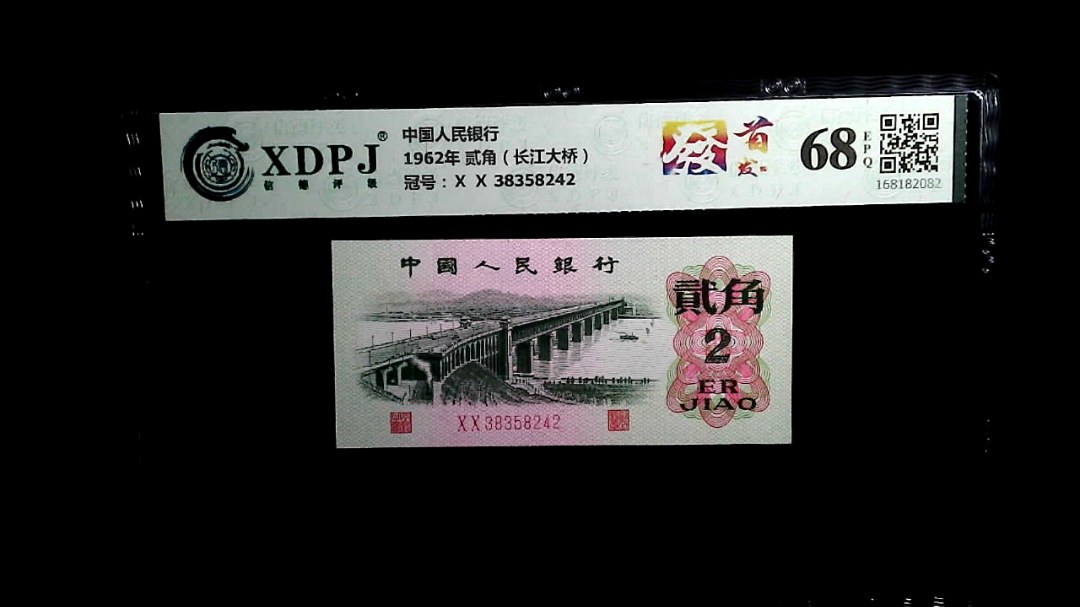 XDPJ®
信德评级
中国人民银行
1962年 贰角（长江大桥）
冠号：X X 38358242
發
首发
68
EPQ
168182082
中國人民銀行
貳角
2
ER
JIAO
XX38358242